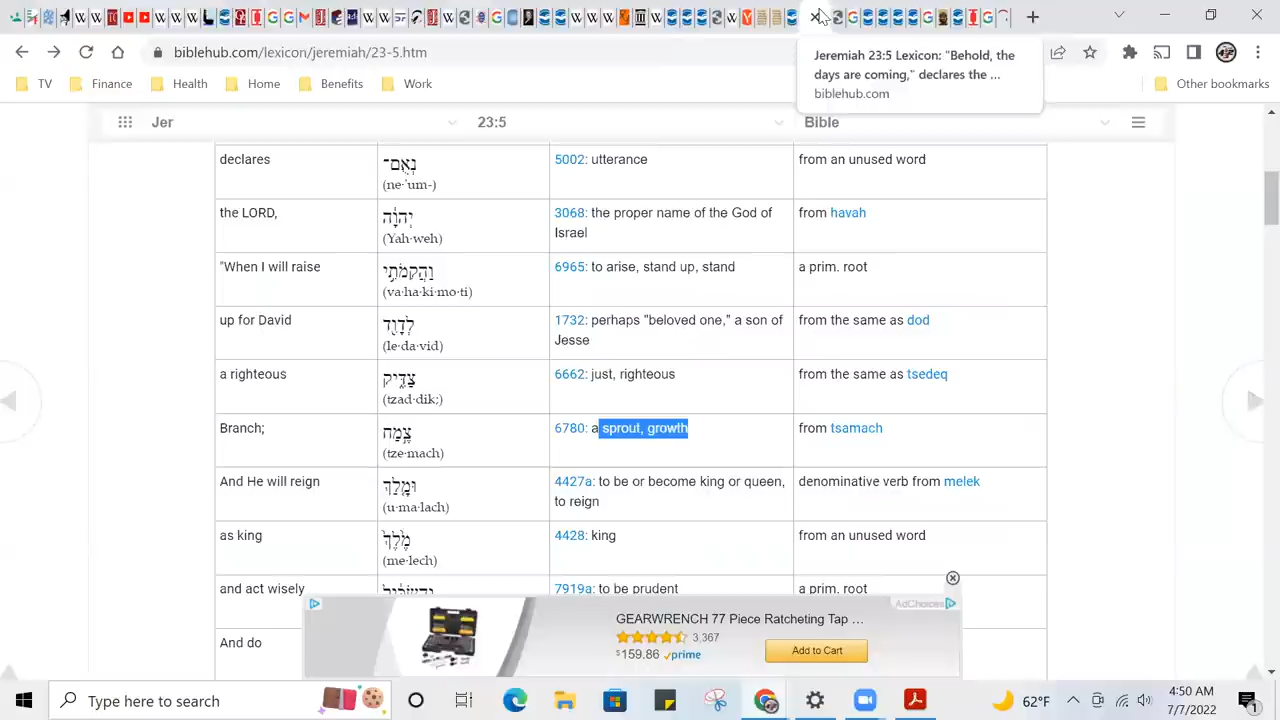 biblehub.com/lexicon/jeremiah/23-5.htm
Jeremiah 23:5 Lexicon: "Behold, the
days are coming," declares the ...
biblehub.com
TV
Finance
Health
Home
Benefits
Work
Other bookmarks
Jer
23:5
Bible
declares
נְאֻם־
(ne·'um-)
5002: utterance
from an unused word
the LORD,
יְהוָ֔ה
(Yah·weh)
3068: the proper name of the God of
Israel
from havah
"When I will raise
וַהֲקִמֹתִ֥י
(va·ha·ki·mo·ti)
6965: to arise, stand up, stand
a prim. root
up for David
לְדָוִ֖ד
(le·da·vid)
1732: perhaps "beloved one," a son of
Jesse
from the same as dod
a righteous
צַדִּ֑יק
(tzad·dik;)
6662: just, righteous
from the same as tsedeq
Branch;
צֶ֣מַח
(tze·mach)
6780: a sprout, growth
from tsamach
And He will reign
וּמָ֤לַךְ
(u·ma·lach)
4427a: to be or become king or queen,
to reign
denominative verb from melek
as king
מֶ֙לֶךְ֙
(me·lech)
4428: king
from an unused word
and act wisely
7919a: to be prudent
a prim. root
And do
AdChoices
GEARWRENCH 77 Piece Ratcheting Tap ...
3,367
$159.86 prime
Add to Cart
Type here to search
62°F
4:50 AM
7/7/2022
1